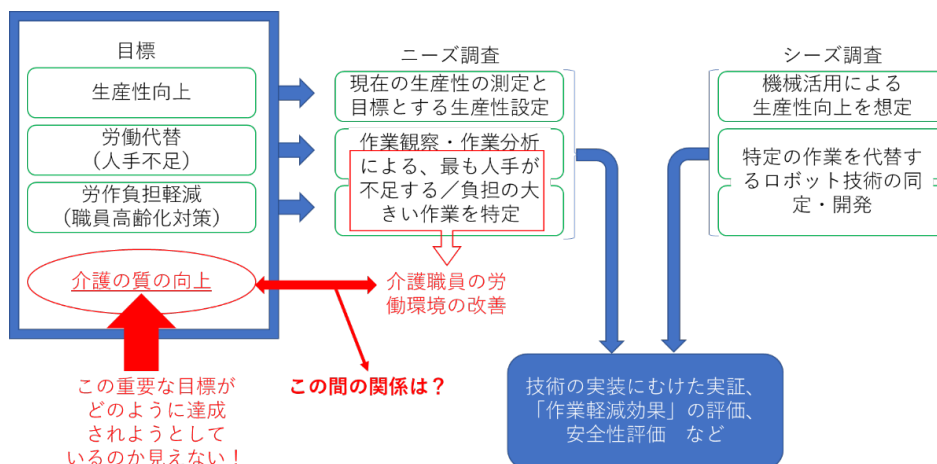 目標
生産性向上
労働代替
(人手不足)
労作負担軽減
(職員高齢化対策)
介護の質の向上
この重要な目標が
どのように達成
されようとして
いるのか見えない！
ニーズ調査
現在の生産性の測定と
目標とする生産性設定
作業観察・作業分析
による、最も人手が
不足する／負担の大
きい作業を特定
介護職員の労
働環境の改善
この間の関係は？
シーズ調査
機械活用による
生産性向上を想定
特定の作業を代替す
るロボット技術の同
定・開発
技術の実装にむけた実証、
「作業軽減効果」の評価、
安全性評価　など